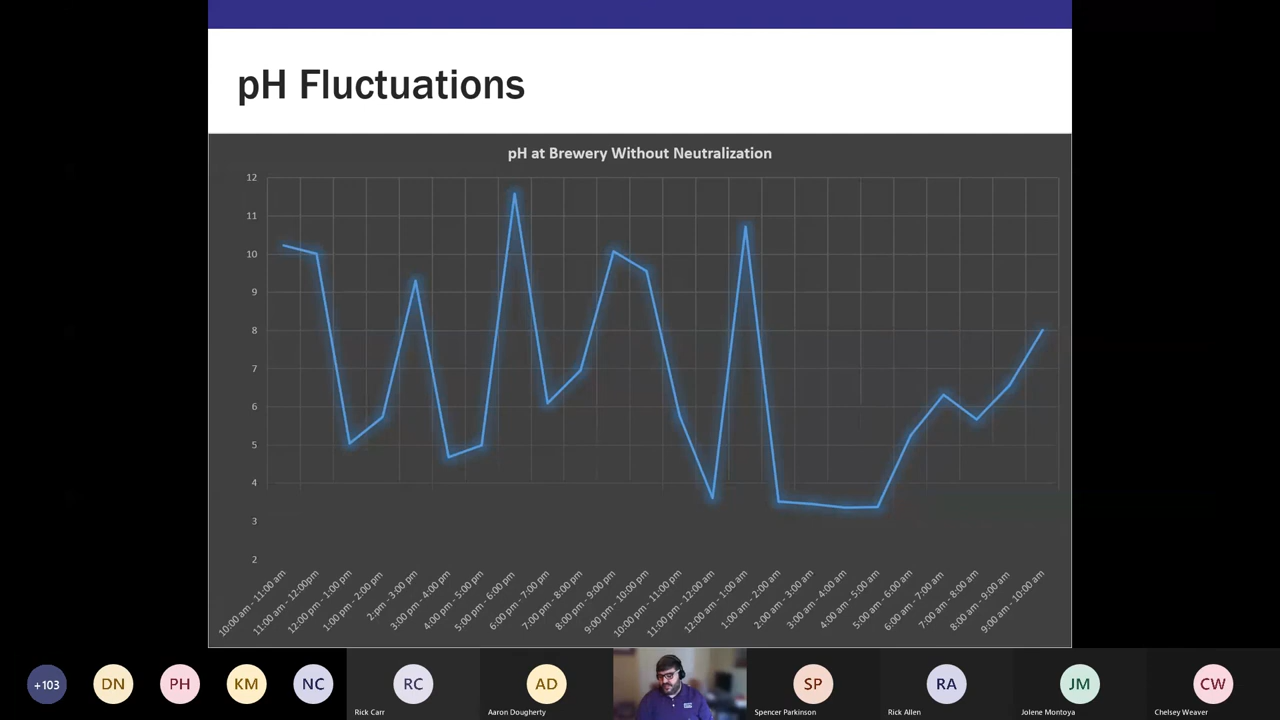 pH Fluctuations
pH at Brewery Without Neutralization
12
11
10
9
8
7
6
5
4
3
2
10:00 am - 11:00 am
11:00 am - 12:00pm
12:00 pm - 1:00 pm
1:00 pm - 2:00 pm
2:pm - 3:00 pm
3:00 pm - 4:00 pm
4:00 pm - 5:00 pm
5:00 pm - 6:00 pm
6:00 pm - 7:00 pm
7:00 pm - 8:00 pm
8:00 pm - 9:00 pm
9:00 pm - 10:00 pm
10:00 pm - 11:00 pm
11:00 pm - 12:00 am
12:00 am - 1:00 am
1:00 am - 2:00 am
2:00 am - 3:00 am
3:00 am - 4:00 am
4:00 am - 5:00 am
5:00 am - 6:00 am
6:00 am - 7:00 am
7:00 am - 8:00 am
8:00 am - 9:00 am
9:00 am - 10:00 am
+103
DN
PH
KM
NC
RC
AD
SP
RA
JM
CW
Rick Carr
Aaron Dougherty
Spencer Parkinson
Rick Allen
Jolene Montoya
Chelsey Weaver